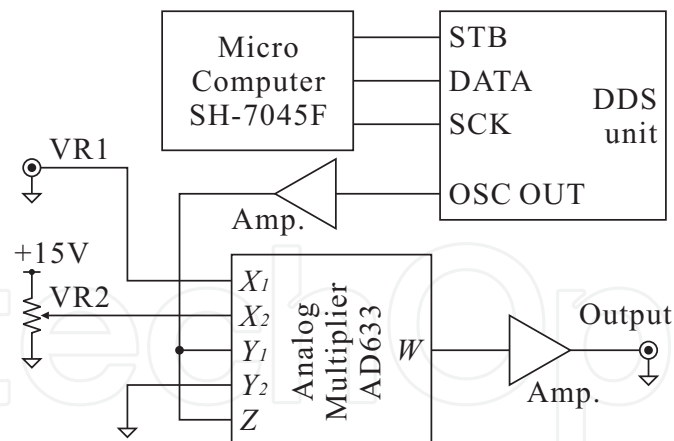 Micro
Computer
SH-7045F
STB
DATA
SCK
OSC OUT
DDS
unit
VR1
Amp.
+15V
VR2
X1
X2
Y1
Y2
Z
Analog
Multiplier
AD633
W
Output
Amp.